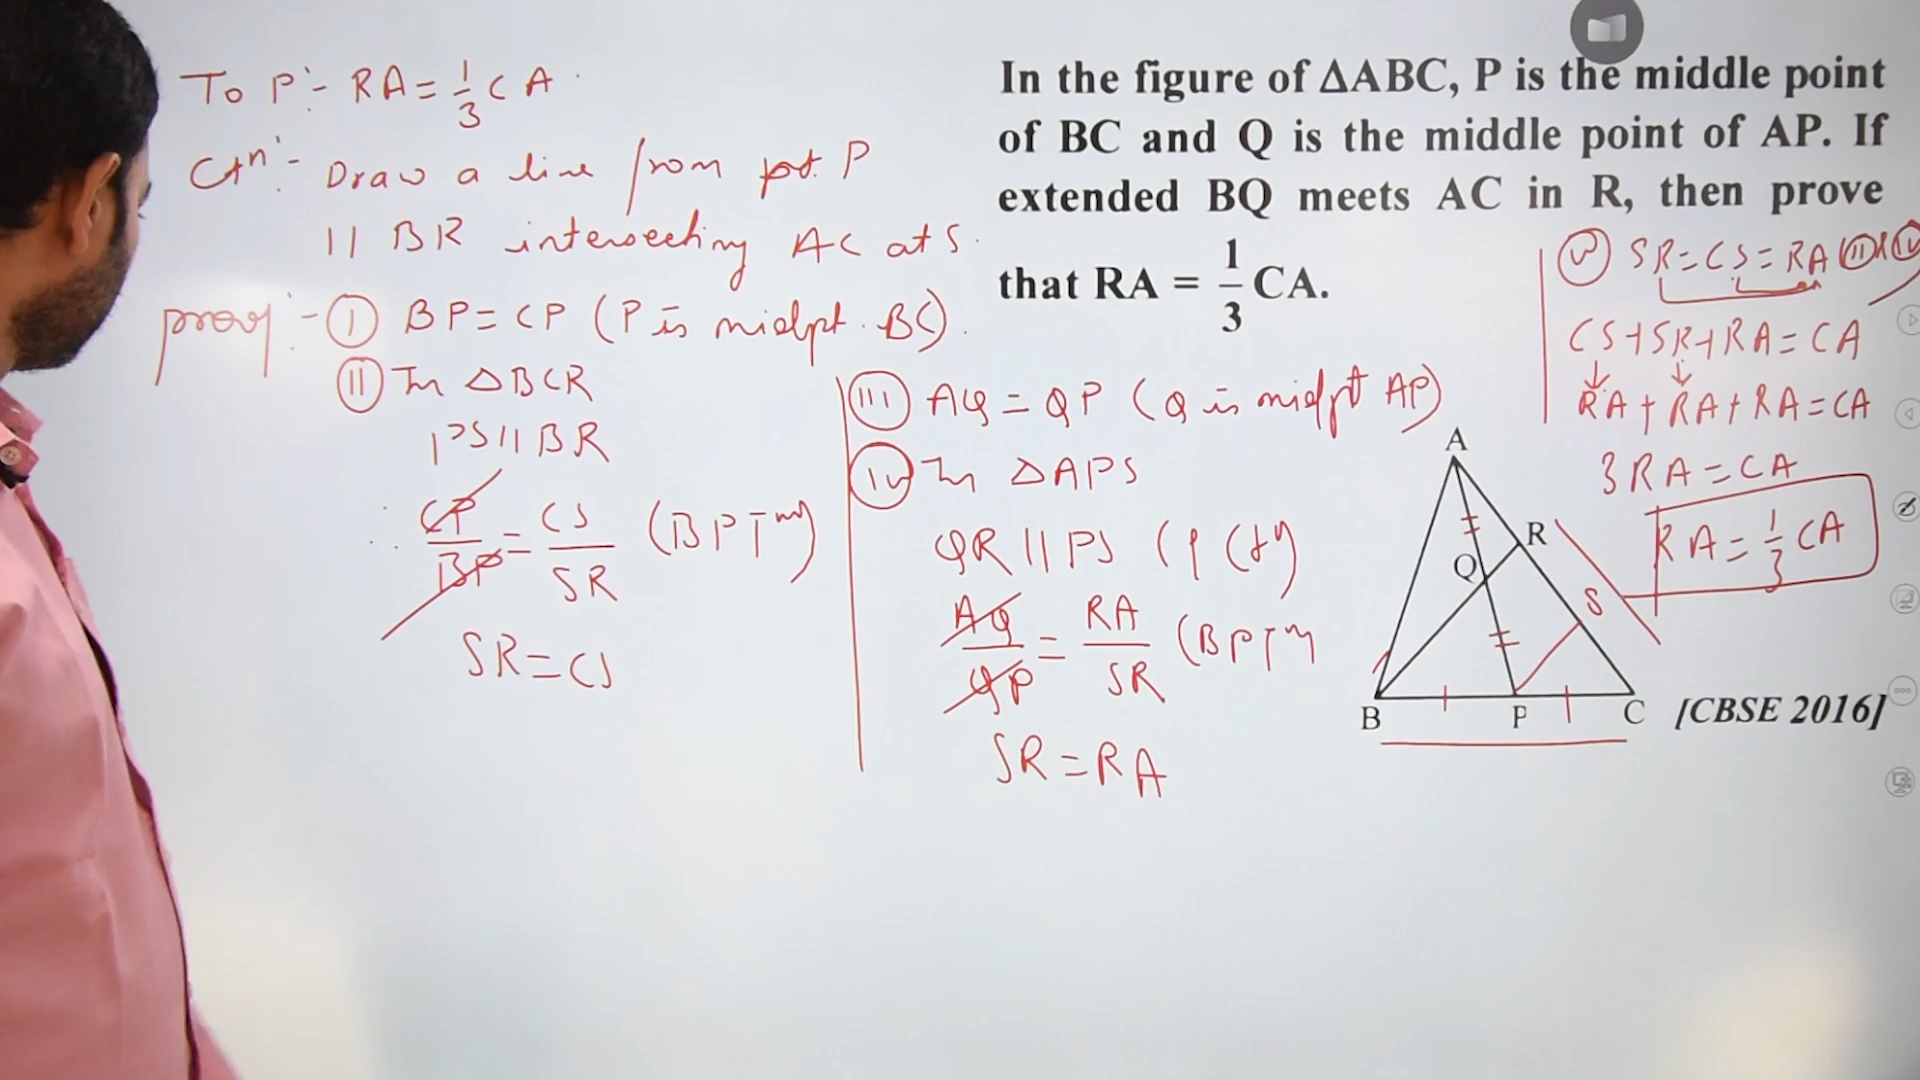 To P:- RA = 1/3 CA
Ctn:- Draw a line from pt. P
|| BR intersecting AC at S.
proof:- (I) BP = CP (P is midpt. BC).
(II) In △BCR
PS || BR
∴ CP/BP = CS/SR (BPTm)
SR = CS
(III) AQ = QP (Q is midpt AP)
(IV) In △APS
QR || PS
AQ/QP = RA/SR (BPTm
SR = RA
In the figure of ΔABC, P is the middle point
of BC and Q is the middle point of AP. If
extended BQ meets AC in R, then prove
that RA = 1/3 CA.
(V) SR = CS = RA (II) & (IV)
CS + SR + RA = CA
RA + RA + RA = CA
3RA = CA
RA = 1/3 CA
A
R
Q
S
B P C
[CBSE 2016]